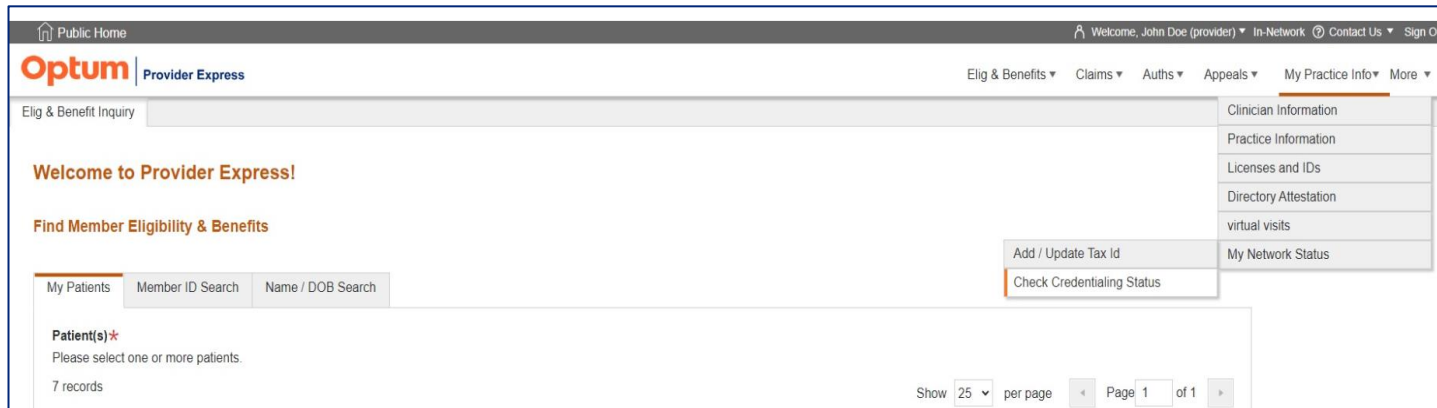 Public Home
Welcome, John Doe (provider) ▾ In-Network ? Contact Us ▾ Sign O
Optum | Provider Express
Elig & Benefits ▾ Claims ▾ Auths ▾ Appeals ▾ My Practice Info▾ More ▾
Elig & Benefit Inquiry
Clinician Information
Practice Information
Licenses and IDs
Directory Attestation
virtual visits
My Network Status
Add / Update Tax Id
Check Credentialing Status
Welcome to Provider Express!
Find Member Eligibility & Benefits
My Patients Member ID Search Name / DOB Search
Patient(s)*
Please select one or more patients.
7 records
Show 25 per page Page 1 of 1